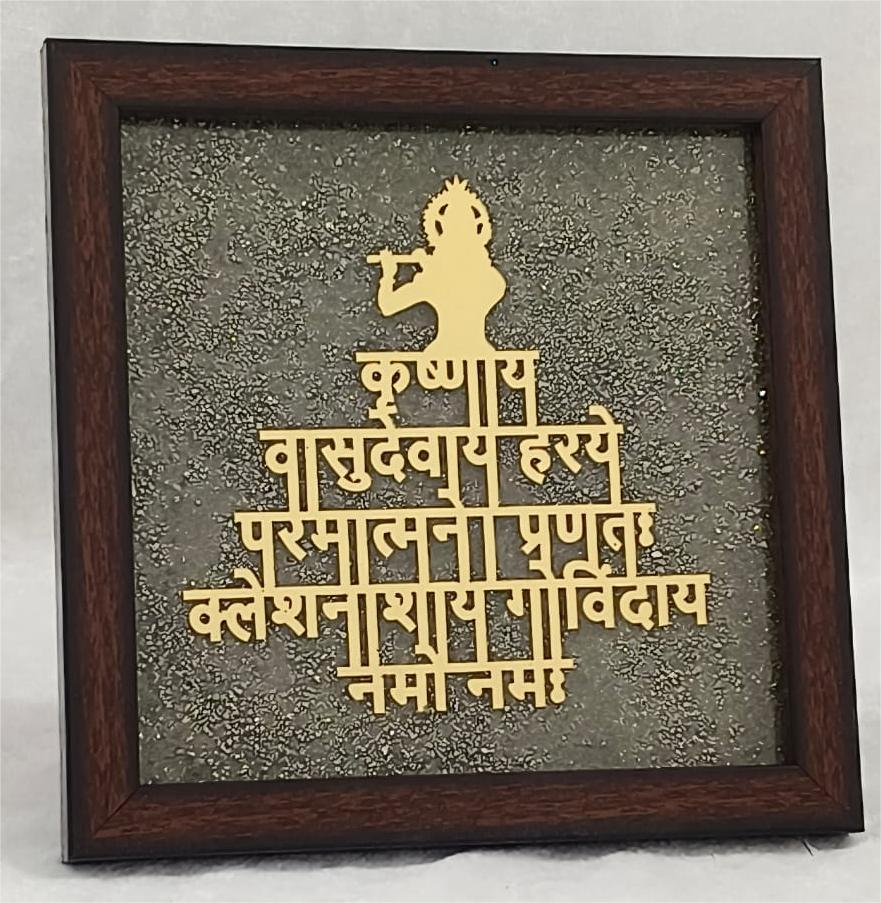 कृष्णाय
वासुदेवाय हरये
परमात्मने प्रणतः
क्लेशनाशाय गोविंदाय
नमो नमः